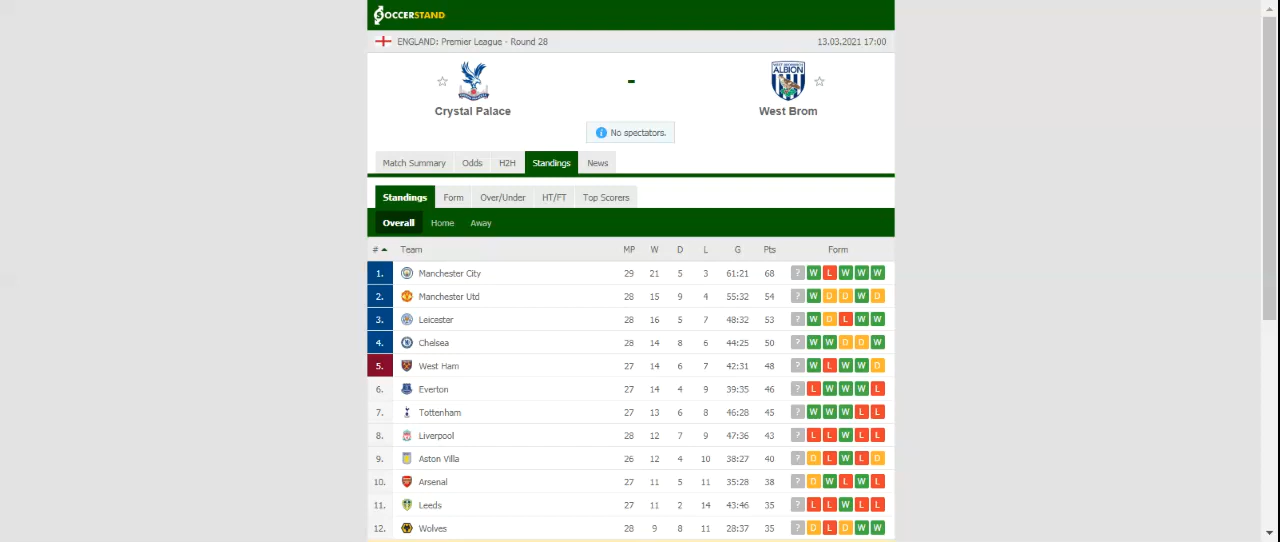 SOCCERSTAND
ENGLAND: Premier League - Round 28 13.03.2021 17:00
-
Crystal Palace West Brom
No spectators.
Match Summary Odds H2H Standings News
Standings Form Over/Under HT/FT Top Scorers
Overall Home Away
# Team MP W D L G Pts Form
1. Manchester City 29 21 5 3 61:21 68 ? W L W W W
2. Manchester Utd 28 15 9 4 55:32 54 ? W D D W D
3. Leicester 28 16 5 7 48:32 53 ? W D L W W
4. Chelsea 28 14 8 6 44:25 50 ? W W D D W
5. West Ham 27 14 6 7 42:31 48 ? W L W W D
6. Everton 27 14 4 9 39:35 46 ? L W W W L
7. Tottenham 27 13 6 8 46:28 45 ? W W W L L
8. Liverpool 28 12 7 9 47:36 43 ? L L W L L
9. Aston Villa 26 12 4 10 38:27 40 ? D L W L D
10. Arsenal 27 11 5 11 35:28 38 ? D W L W L
11. Leeds 27 11 2 14 43:46 35 ? L L W L L
12. Wolves 28 9 8 11 28:37 35 ? D L D W W